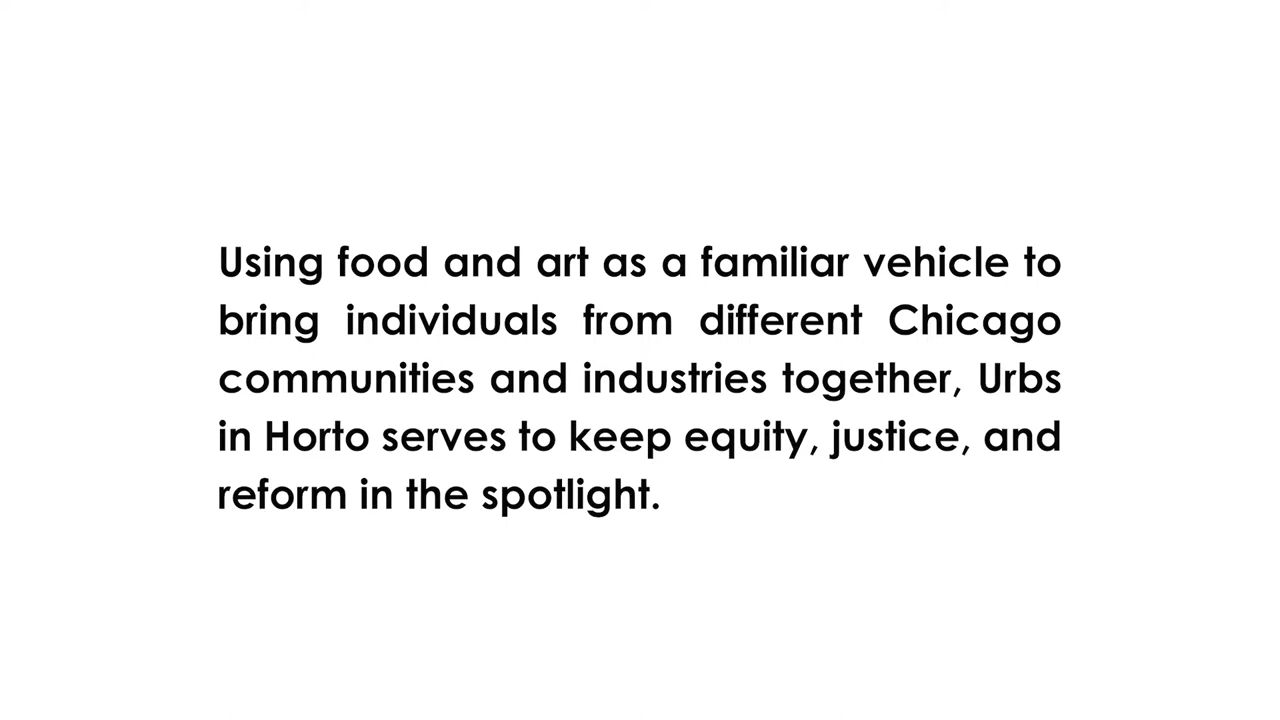 Using food and art as a familiar vehicle to
bring individuals from different Chicago
communities and industries together, Urbs
in Horto serves to keep equity, justice, and
reform in the spotlight.